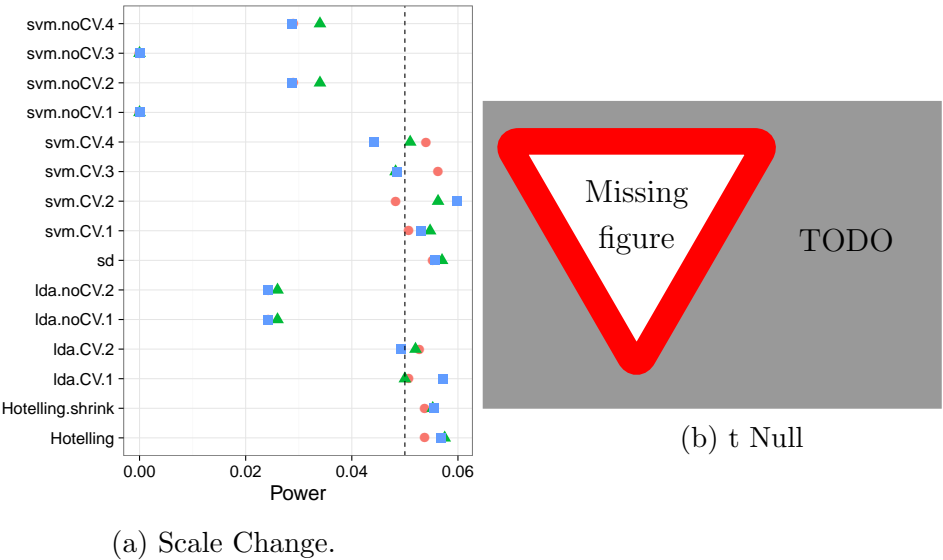 svm.noCV.4
svm.noCV.3
svm.noCV.2
svm.noCV.1
svm.CV.4
svm.CV.3
svm.CV.2
svm.CV.1
sd
lda.noCV.2
lda.noCV.1
lda.CV.2
lda.CV.1
Hotelling.shrink
Hotelling
0.00 0.02 0.04 0.06
Power
(a) Scale Change.
Missing
figure
TODO
(b) t Null